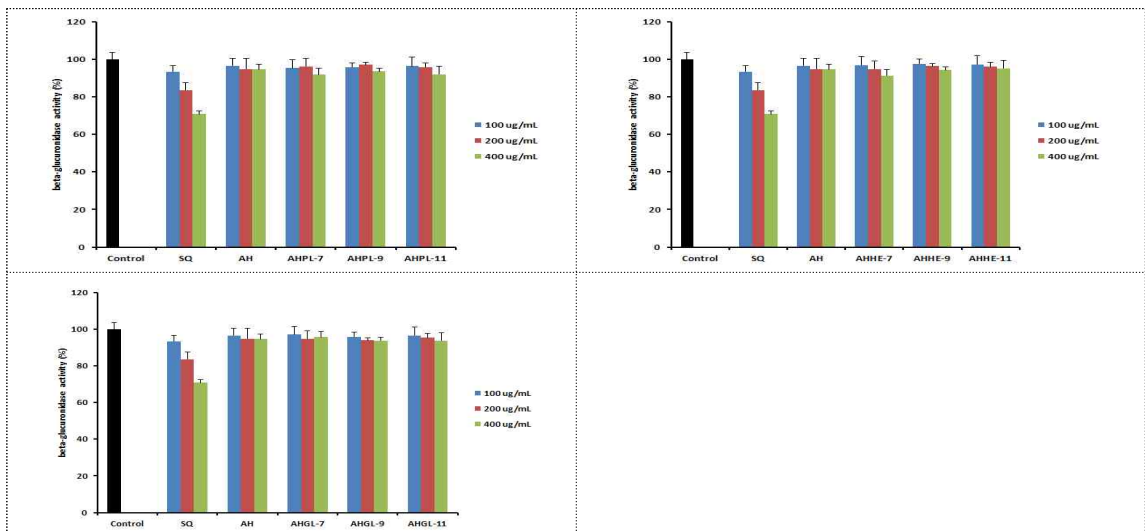 120
100
80
60
40
20
0
beta-glucuronidase activity (%)
Control SQ AH AHPL-7 AHPL-9 AHPL-11
100 ug/mL
200 ug/mL
400 ug/mL
120
100
80
60
40
20
0
beta-glucuronidase activity (%)
Control SQ AH AHHE-7 AHHE-9 AHHE-11
100 ug/mL
200 ug/mL
400 ug/mL
120
100
80
60
40
20
0
beta-glucuronidase activity (%)
Control SQ AH AHGL-7 AHGL-9 AHGL-11
100 ug/mL
200 ug/mL
400 ug/mL